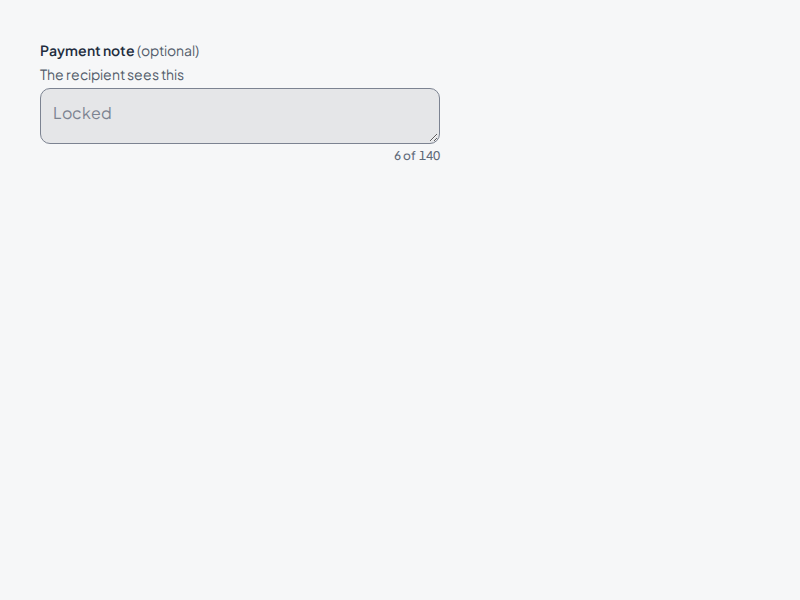 Payment note (optional)
The recipient sees this
Locked
6 of 140